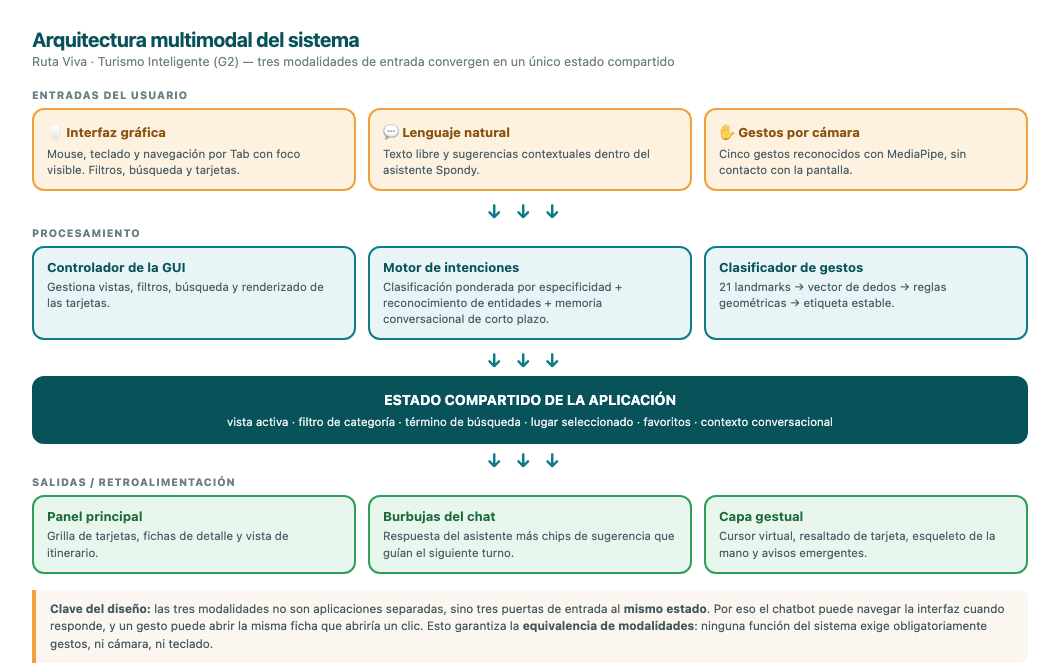 Arquitectura multimodal del sistema
Ruta Viva · Turismo Inteligente (G2) — tres modalidades de entrada convergen en un único estado compartido
ENTRADAS DEL USUARIO
Interfaz gráfica
Mouse, teclado y navegación por Tab con foco
visible. Filtros, búsqueda y tarjetas.
Lenguaje natural
Texto libre y sugerencias contextuales dentro del
asistente Spondy.
Gestos por cámara
Cinco gestos reconocidos con MediaPipe, sin
contacto con la pantalla.
PROCESAMIENTO
Controlador de la GUI
Gestiona vistas, filtros, búsqueda y renderizado de
las tarjetas.
Motor de intenciones
Clasificación ponderada por especificidad +
reconocimiento de entidades + memoria
conversacional de corto plazo.
Clasificador de gestos
21 landmarks → vector de dedos → reglas
geométricas → etiqueta estable.
ESTADO COMPARTIDO DE LA APLICACIÓN
vista activa · filtro de categoría · término de búsqueda · lugar seleccionado · favoritos · contexto conversacional
SALIDAS / RETROALIMENTACIÓN
Panel principal
Grilla de tarjetas, fichas de detalle y vista de
itinerario.
Burbujas del chat
Respuesta del asistente más chips de sugerencia que
guían el siguiente turno.
Capa gestual
Cursor virtual, resaltado de tarjeta, esqueleto de la
mano y avisos emergentes.
Clave del diseño: las tres modalidades no son aplicaciones separadas, sino tres puertas de entrada al mismo estado. Por eso el chatbot puede navegar la interfaz cuando
responde, y un gesto puede abrir la misma ficha que abriría un clic. Esto garantiza la equivalencia de modalidades: ninguna función del sistema exige obligatoriamente
gestos, ni cámara, ni teclado.